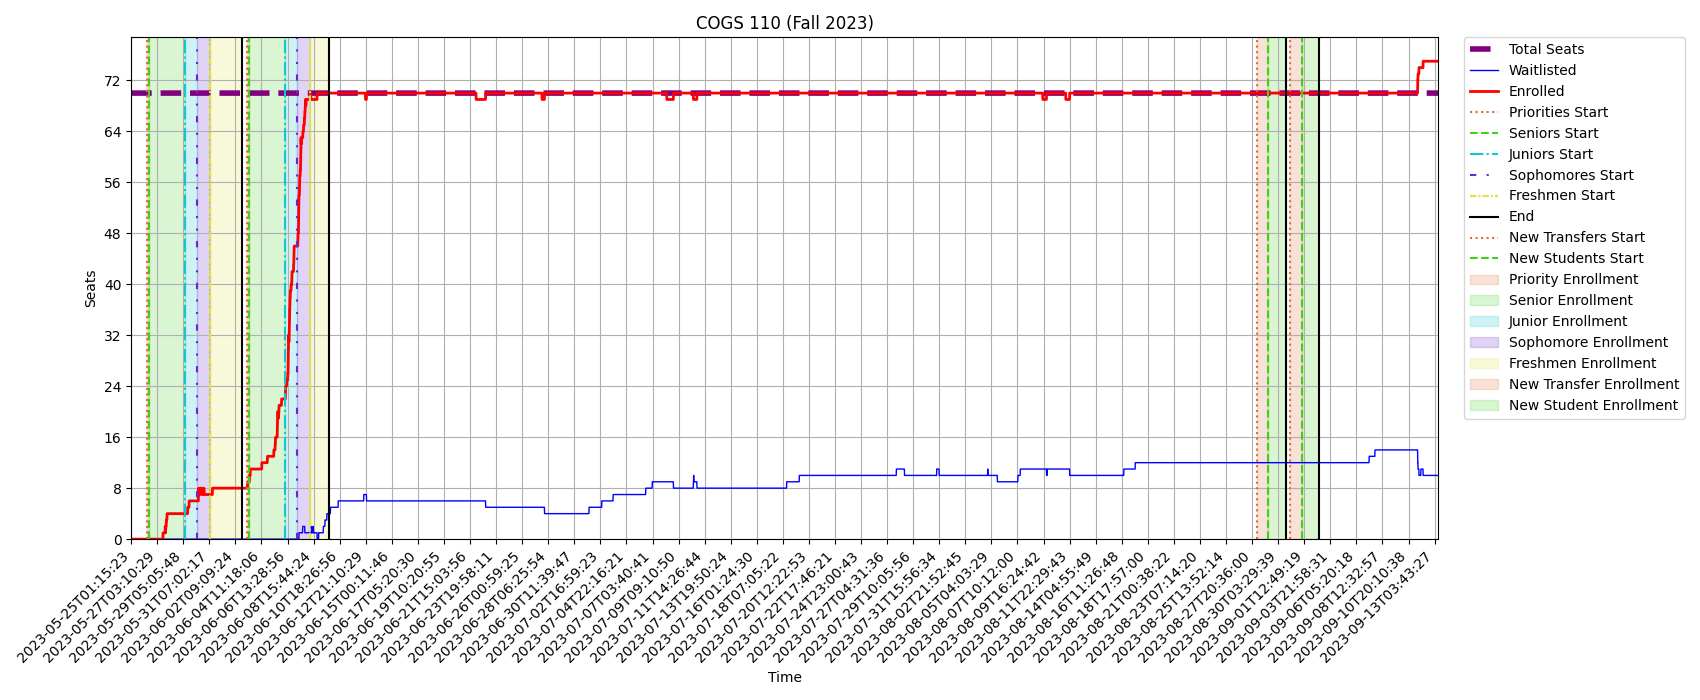 COGS 110 (Fall 2023)
Seats
72
64
56
48
40
32
24
16
8
0
2023-05-25T01:15:23
2023-05-27T03:10:29
2023-05-29T05:05:48
2023-05-31T07:02:17
2023-06-02T09:09:24
2023-06-04T11:18:06
2023-06-06T13:28:56
2023-06-08T15:44:24
2023-06-10T18:26:56
2023-06-12T21:10:29
2023-06-15T00:11:46
2023-06-17T05:20:30
2023-06-19T10:20:55
2023-06-21T15:03:56
2023-06-23T19:58:11
2023-06-26T00:59:25
2023-06-28T06:25:54
2023-06-30T11:39:47
2023-07-02T16:59:23
2023-07-04T22:16:21
2023-07-07T03:40:41
2023-07-09T09:10:50
2023-07-11T14:26:44
2023-07-13T19:50:24
2023-07-16T01:24:30
2023-07-18T07:05:22
2023-07-20T12:22:53
2023-07-22T17:46:21
2023-07-24T23:00:43
2023-07-27T04:31:36
2023-07-29T10:05:56
2023-07-31T15:56:34
2023-08-02T21:52:45
2023-08-05T04:03:29
2023-08-07T10:12:00
2023-08-09T16:24:42
2023-08-11T22:29:43
2023-08-14T04:55:49
2023-08-16T11:26:48
2023-08-18T17:57:00
2023-08-21T00:38:22
2023-08-23T07:14:20
2023-08-25T13:52:14
2023-08-27T20:36:00
2023-08-30T03:29:39
2023-09-01T12:49:19
2023-09-03T21:58:31
2023-09-06T05:20:18
2023-09-08T12:32:57
2023-09-10T20:10:38
2023-09-13T03:43:27
Time
Total Seats
Waitlisted
Enrolled
Priorities Start
Seniors Start
Juniors Start
Sophomores Start
Freshmen Start
End
New Transfers Start
New Students Start
Priority Enrollment
Senior Enrollment
Junior Enrollment
Sophomore Enrollment
Freshmen Enrollment
New Transfer Enrollment
New Student Enrollment